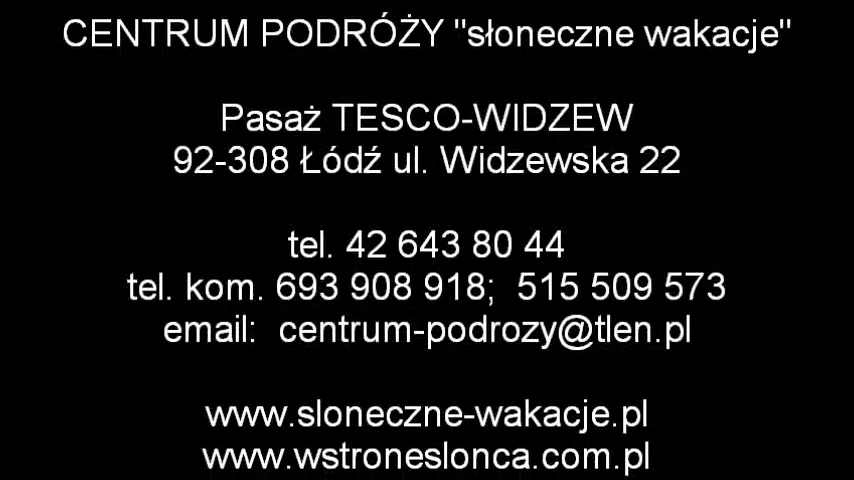 CENTRUM PODRÓŻY "słoneczne wakacje"
Pasaż TESCO-WIDZEW
92-308 Łódź ul. Widzewska 22
tel. 42 643 80 44
tel. kom. 693 908 918;  515 509 573
email:  centrum-podrozy@tlen.pl
www.sloneczne-wakacje.pl
www.wstroneslonca.com.pl